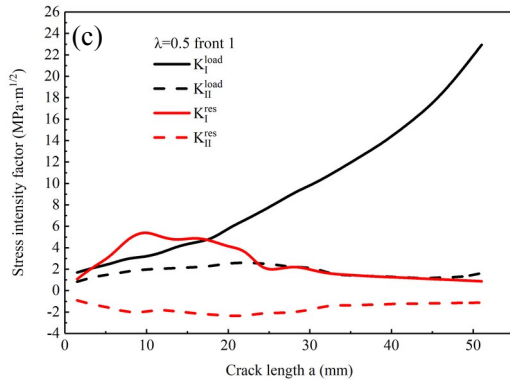 (c)
λ=0.5 front 1
K_I^load
K_II^load
K_I^res
K_II^res
Stress intensity factor (MPa·m^1/2)
26
24
22
20
18
16
14
12
10
8
6
4
2
0
-2
-4
0 10 20 30 40 50 60
Crack length a (mm)